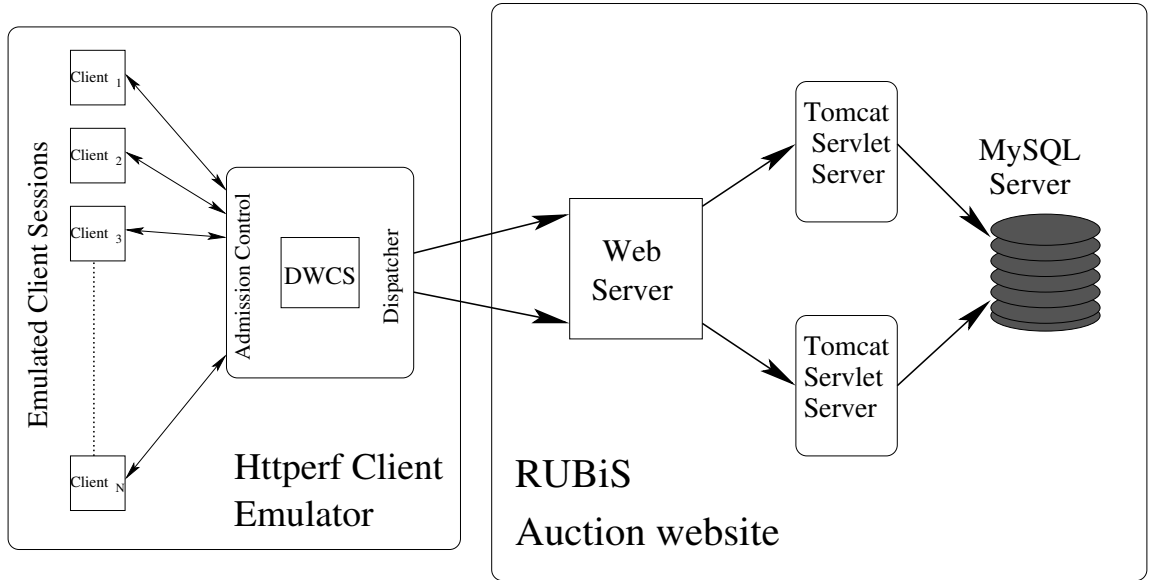 Emulated Client Sessions
Client 1
Client 2
Client 3
Client N
Admission Control
DWCS
Dispatcher
Httperf Client
Emulator
Web
Server
Tomcat
Servlet
Server
Tomcat
Servlet
Server
MySQL
Server
RUBiS
Auction website